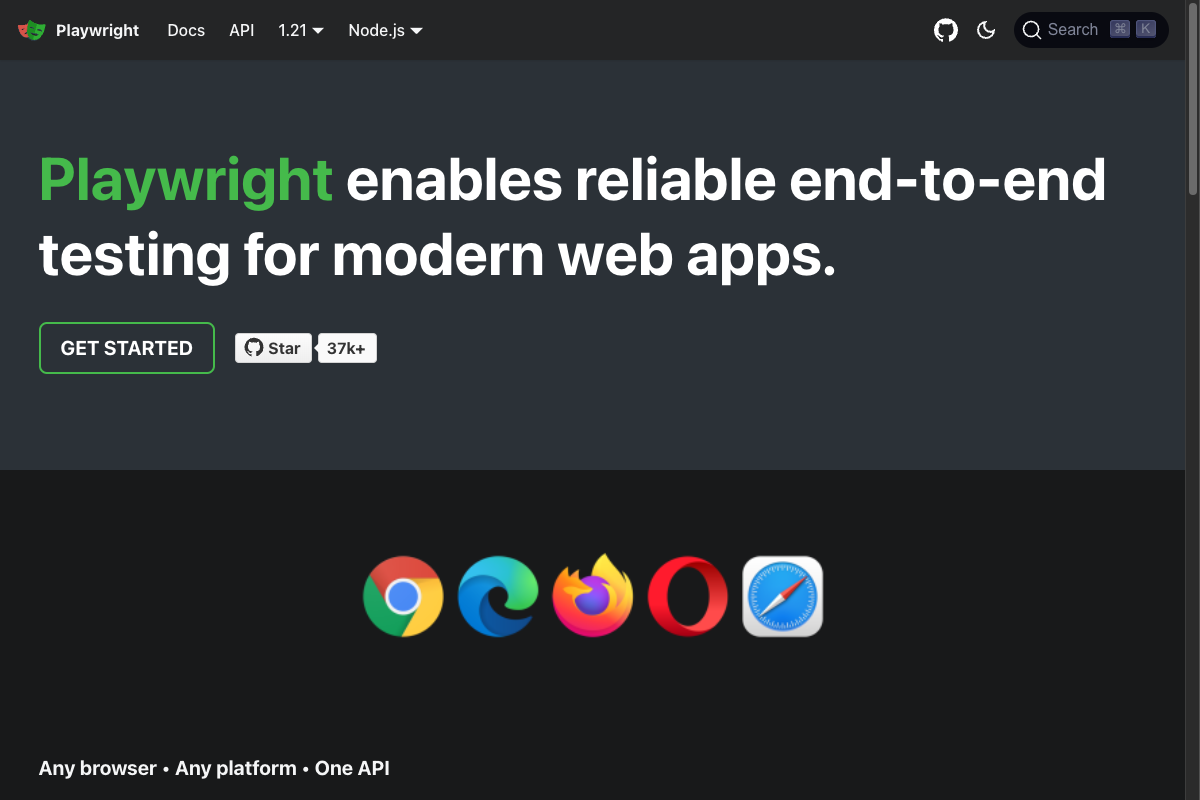 Playwright Docs API 1.21 Node.js Search ⌘ K
Playwright enables reliable end-to-end
testing for modern web apps.
GET STARTED Star 37k+
Any browser • Any platform • One API